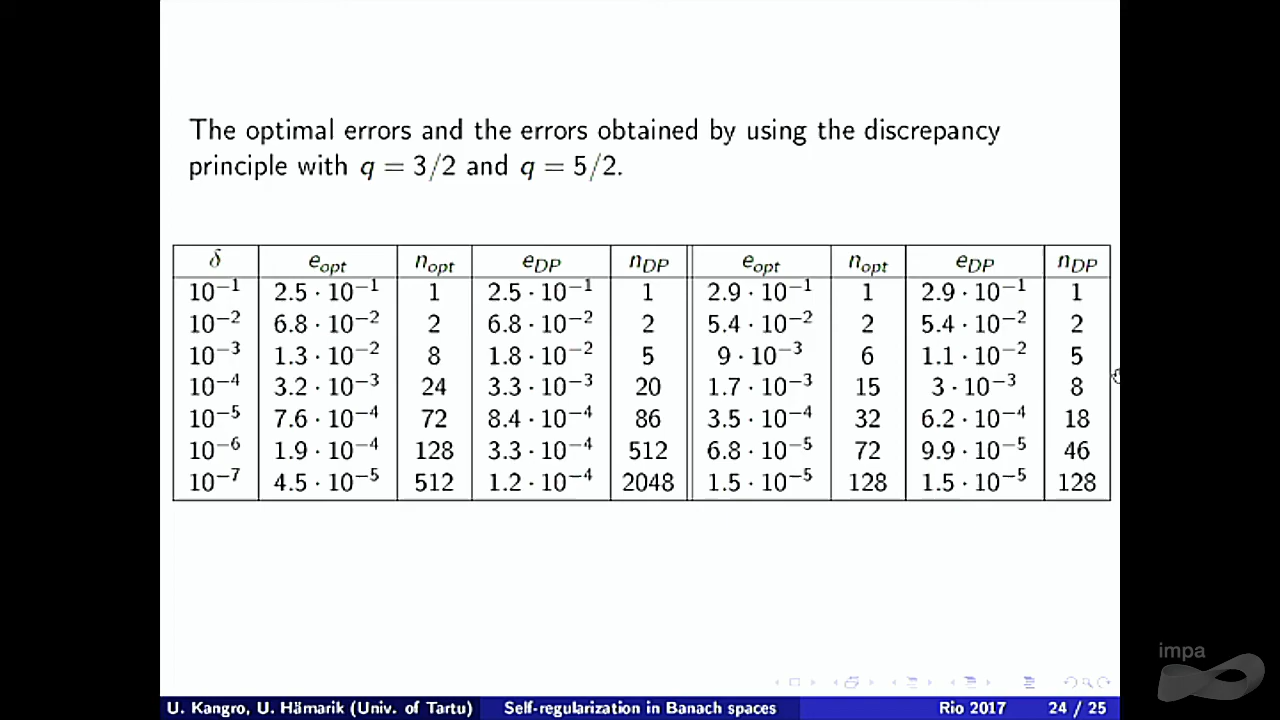 The optimal errors and the errors obtained by using the discrepancy
principle with q = 3/2 and q = 5/2.
δ e_opt n_opt e_DP n_DP e_opt n_opt e_DP n_DP
10⁻¹ 2.5 · 10⁻¹ 1 2.5 · 10⁻¹ 1 2.9 · 10⁻¹ 1 2.9 · 10⁻¹ 1
10⁻² 6.8 · 10⁻² 2 6.8 · 10⁻² 2 5.4 · 10⁻² 2 5.4 · 10⁻² 2
10⁻³ 1.3 · 10⁻² 8 1.8 · 10⁻² 5 9 · 10⁻³ 6 1.1 · 10⁻² 5
10⁻⁴ 3.2 · 10⁻³ 24 3.3 · 10⁻³ 20 1.7 · 10⁻³ 15 3 · 10⁻³ 8
10⁻⁵ 7.6 · 10⁻⁴ 72 8.4 · 10⁻⁴ 86 3.5 · 10⁻⁴ 32 6.2 · 10⁻⁴ 18
10⁻⁶ 1.9 · 10⁻⁴ 128 3.3 · 10⁻⁴ 512 6.8 · 10⁻⁵ 72 9.9 · 10⁻⁵ 46
10⁻⁷ 4.5 · 10⁻⁵ 512 1.2 · 10⁻⁴ 2048 1.5 · 10⁻⁵ 128 1.5 · 10⁻⁵ 128
impa
U. Kangro, U. Hämarik (Univ. of Tartu) Self-regularization in Banach spaces Rio 2017 24 / 25